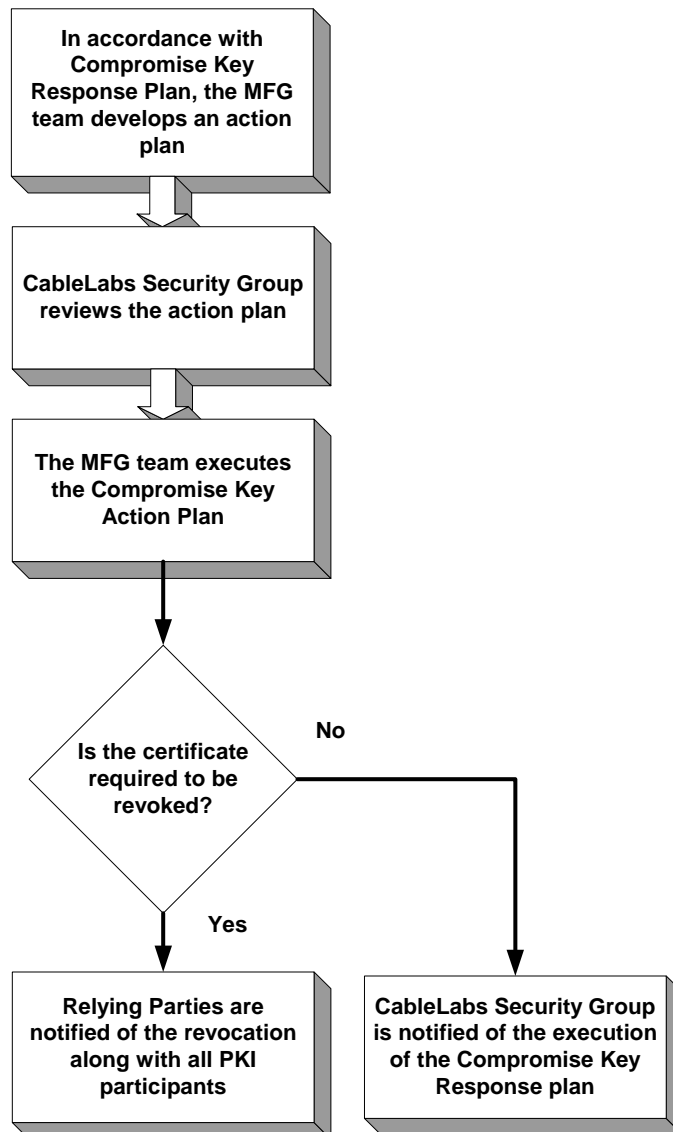 In accordance with
Compromise Key
Response Plan, the MFG
team develops an action
plan
CableLabs Security Group
reviews the action plan
The MFG team executes
the Compromise Key
Action Plan
Is the certificate
required to be
revoked?
No
Yes
Relying Parties are
notified of the revocation
along with all PKI
participants
CableLabs Security Group
is notified of the execution
of the Compromise Key
Response plan